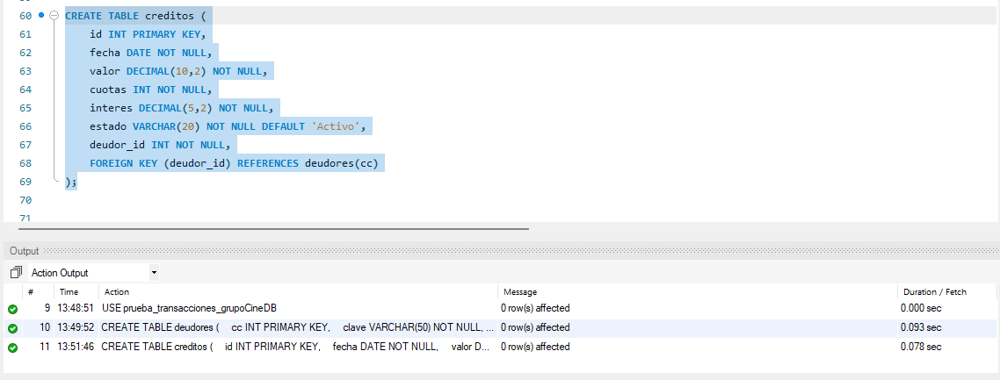 60 CREATE TABLE creditos (
61 id INT PRIMARY KEY,
62 fecha DATE NOT NULL,
63 valor DECIMAL(10,2) NOT NULL,
64 cuotas INT NOT NULL,
65 interes DECIMAL(5,2) NOT NULL,
66 estado VARCHAR(20) NOT NULL DEFAULT 'Activo',
67 deudor_id INT NOT NULL,
68 FOREIGN KEY (deudor_id) REFERENCES deudores(cc)
69 );
70
71
Output
Action Output
# Time Action Message Duration / Fetch
9 13:48:51 USE prueba_transacciones_grupoCineDB 0 row(s) affected 0.000 sec
10 13:49:52 CREATE TABLE deudores ( cc INT PRIMARY KEY, clave VARCHAR(50) NOT NULL, ... 0 row(s) affected 0.093 sec
11 13:51:46 CREATE TABLE creditos ( id INT PRIMARY KEY, fecha DATE NOT NULL, valor D... 0 row(s) affected 0.078 sec